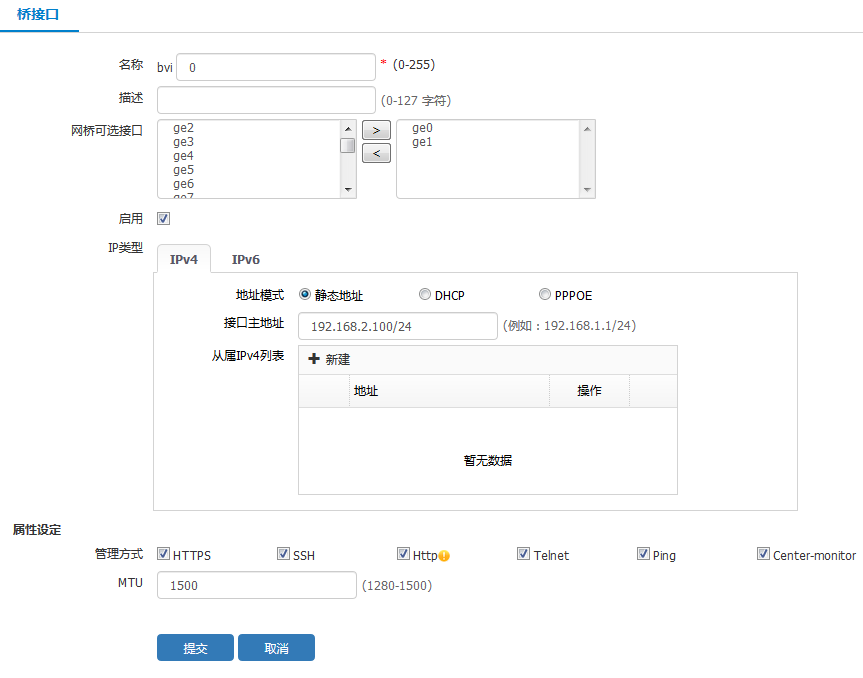 桥接口
名称 bvi 0 * (0-255)
描述 (0-127 字符)
网桥可选接口
ge2
ge3
ge4
ge5
ge6
ge7
>
<
ge0
ge1
启用
IP类型
IPv4 IPv6
地址模式 静态地址 DHCP PPPOE
接口主地址 192.168.2.100/24 (例如：192.168.1.1/24)
从属IPv4列表 新建
地址 操作
暂无数据
属性设定
管理方式 HTTPS SSH Http Telnet Ping Center-monitor
MTU 1500 (1280-1500)
提交 取消